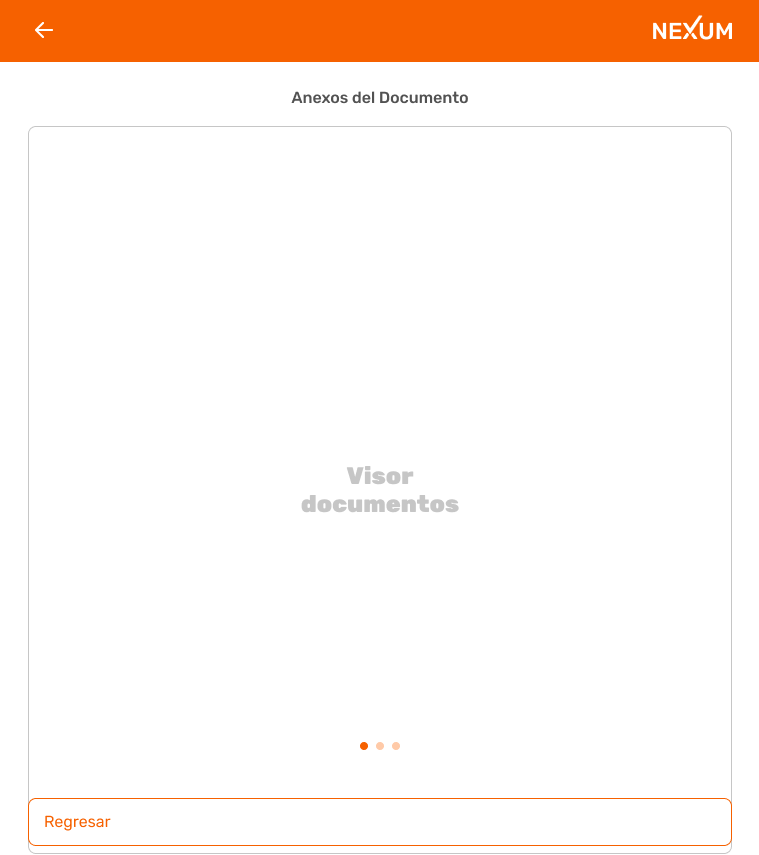 NEXUM
Anexos del Documento
Visor
documentos
Regresar